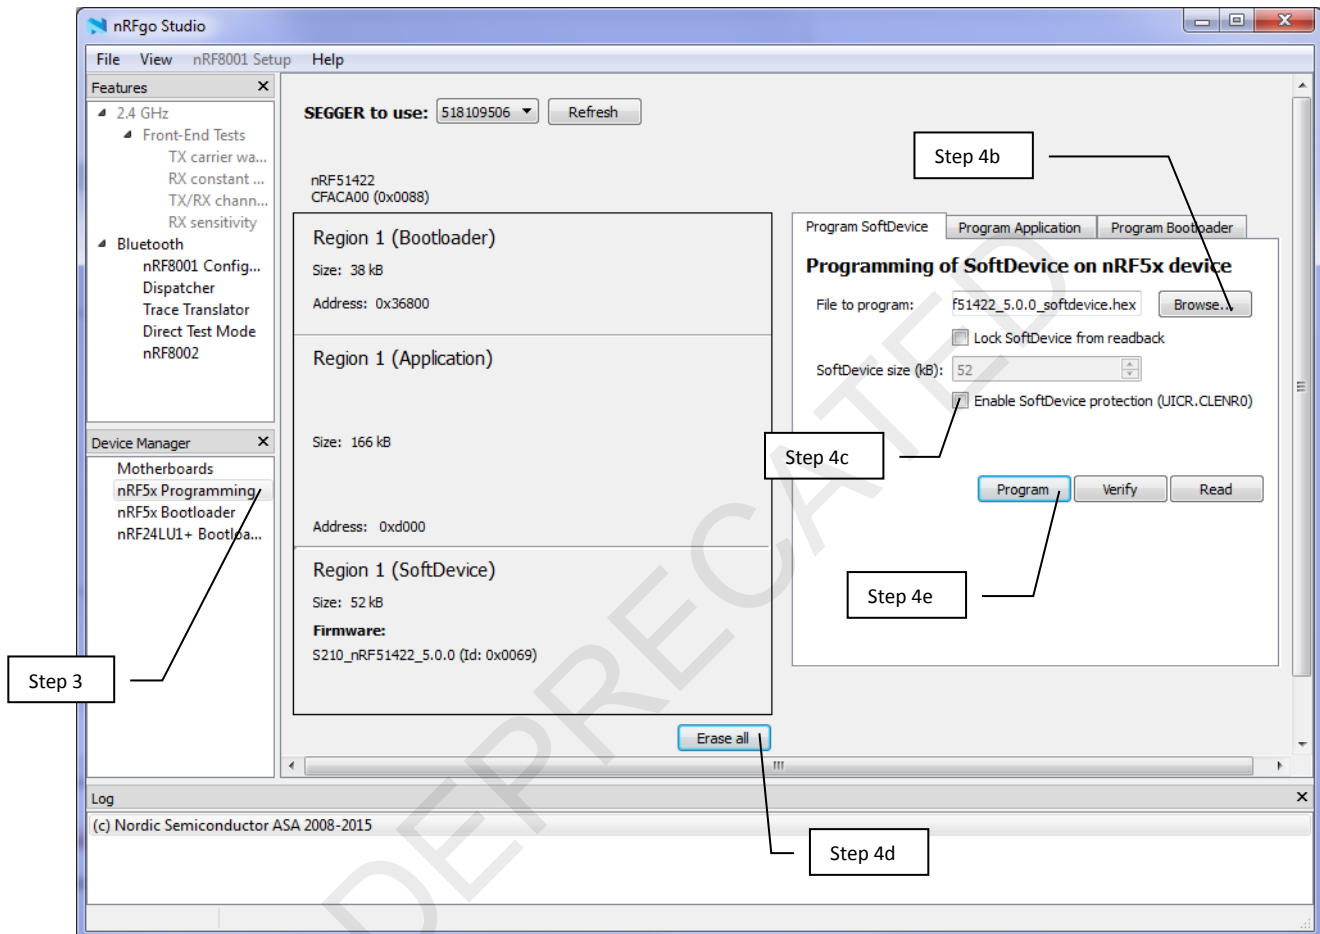 nRFgo Studio
File View nRF8001 Setup Help
Features
2.4 GHz
Front-End Tests
TX carrier wa...
RX constant ...
TX/RX chann...
RX sensitivity
Bluetooth
nRF8001 Config...
Dispatcher
Trace Translator
Direct Test Mode
nRF8002
Device Manager
Motherboards
nRF5x Programming
nRF5x Bootloader
nRF24LU1+ Bootloa...
Step 3
SEGGER to use: 518109506 Refresh
nRF51422
CFACA00 (0x0088)
Region 1 (Bootloader)
Size: 38 kB
Address: 0x36800
Region 1 (Application)
Size: 166 kB
Address: 0xd000
Region 1 (SoftDevice)
Size: 52 kB
Firmware:
S210_nRF51422_5.0.0 (Id: 0x0069)
Erase all
Step 4b
Program SoftDevice Program Application Program Bootloader
Programming of SoftDevice on nRF5x device
File to program: f51422_5.0.0_softdevice.hex Browse...
Lock SoftDevice from readback
SoftDevice size (kB): 52
Enable SoftDevice protection (UICR.CLENR0)
Step 4c
Program Verify Read
Step 4e
Log
(c) Nordic Semiconductor ASA 2008-2015
Step 4d
DEPRECATED